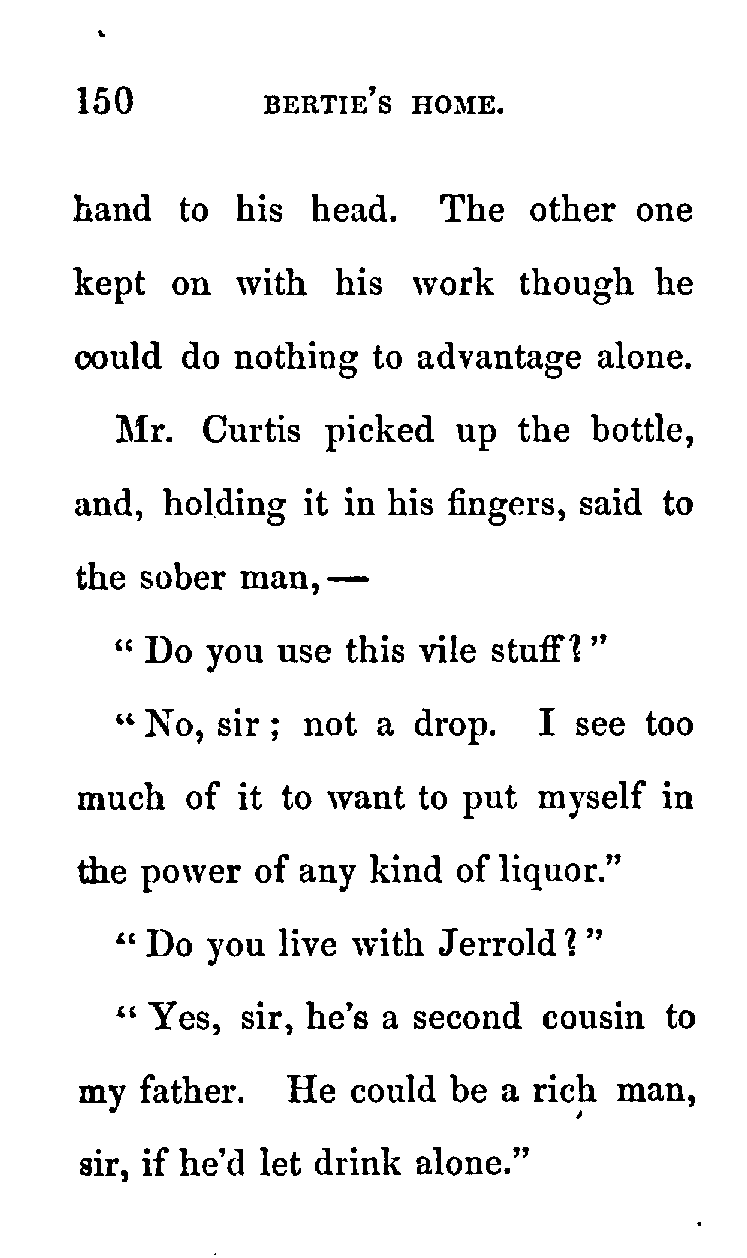 150 BERTIE'S HOME.
hand to his head. The other one
kept on with his work though he
could do nothing to advantage alone.
Mr. Curtis picked up the bottle,
and, holding it in his fingers, said to
the sober man,—
"Do you use this vile stuff?"
"No, sir; not a drop. I see too
much of it to want to put myself in
the power of any kind of liquor."
"Do you live with Jerrold?"
"Yes, sir, he's a second cousin to
my father. He could be a rich man,
sir, if he'd let drink alone."